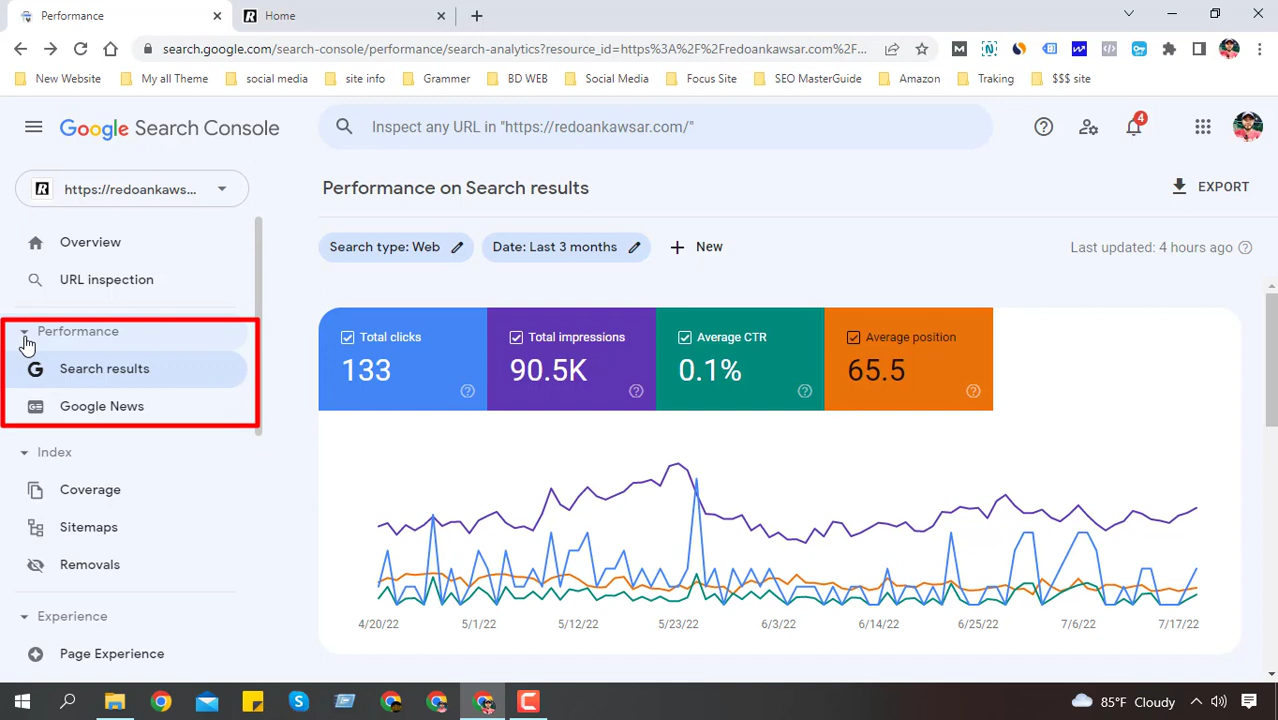 Performance
Home
search.google.com/search-console/performance/search-analytics?resource_id=https%3A%2F%2Fredoankawsar.com%2F...
New Website
My all Theme
social media
site info
Grammer
BD WEB
Social Media
Focus Site
SEO MasterGuide
Amazon
Traking
$$$ site
Google Search Console
Inspect any URL in "https://redoankawsar.com/"
4
https://redoankaws...
Performance on Search results
EXPORT
Overview
URL inspection
Search type: Web
Date: Last 3 months
New
Last updated: 4 hours ago
Performance
Search results
Google News
Total clicks
133
Total impressions
90.5K
Average CTR
0.1%
Average position
65.5
Index
Coverage
Sitemaps
Removals
4/20/22
5/1/22
5/12/22
5/23/22
6/3/22
6/14/22
6/25/22
7/6/22
7/17/22
Experience
Page Experience
85°F Cloudy